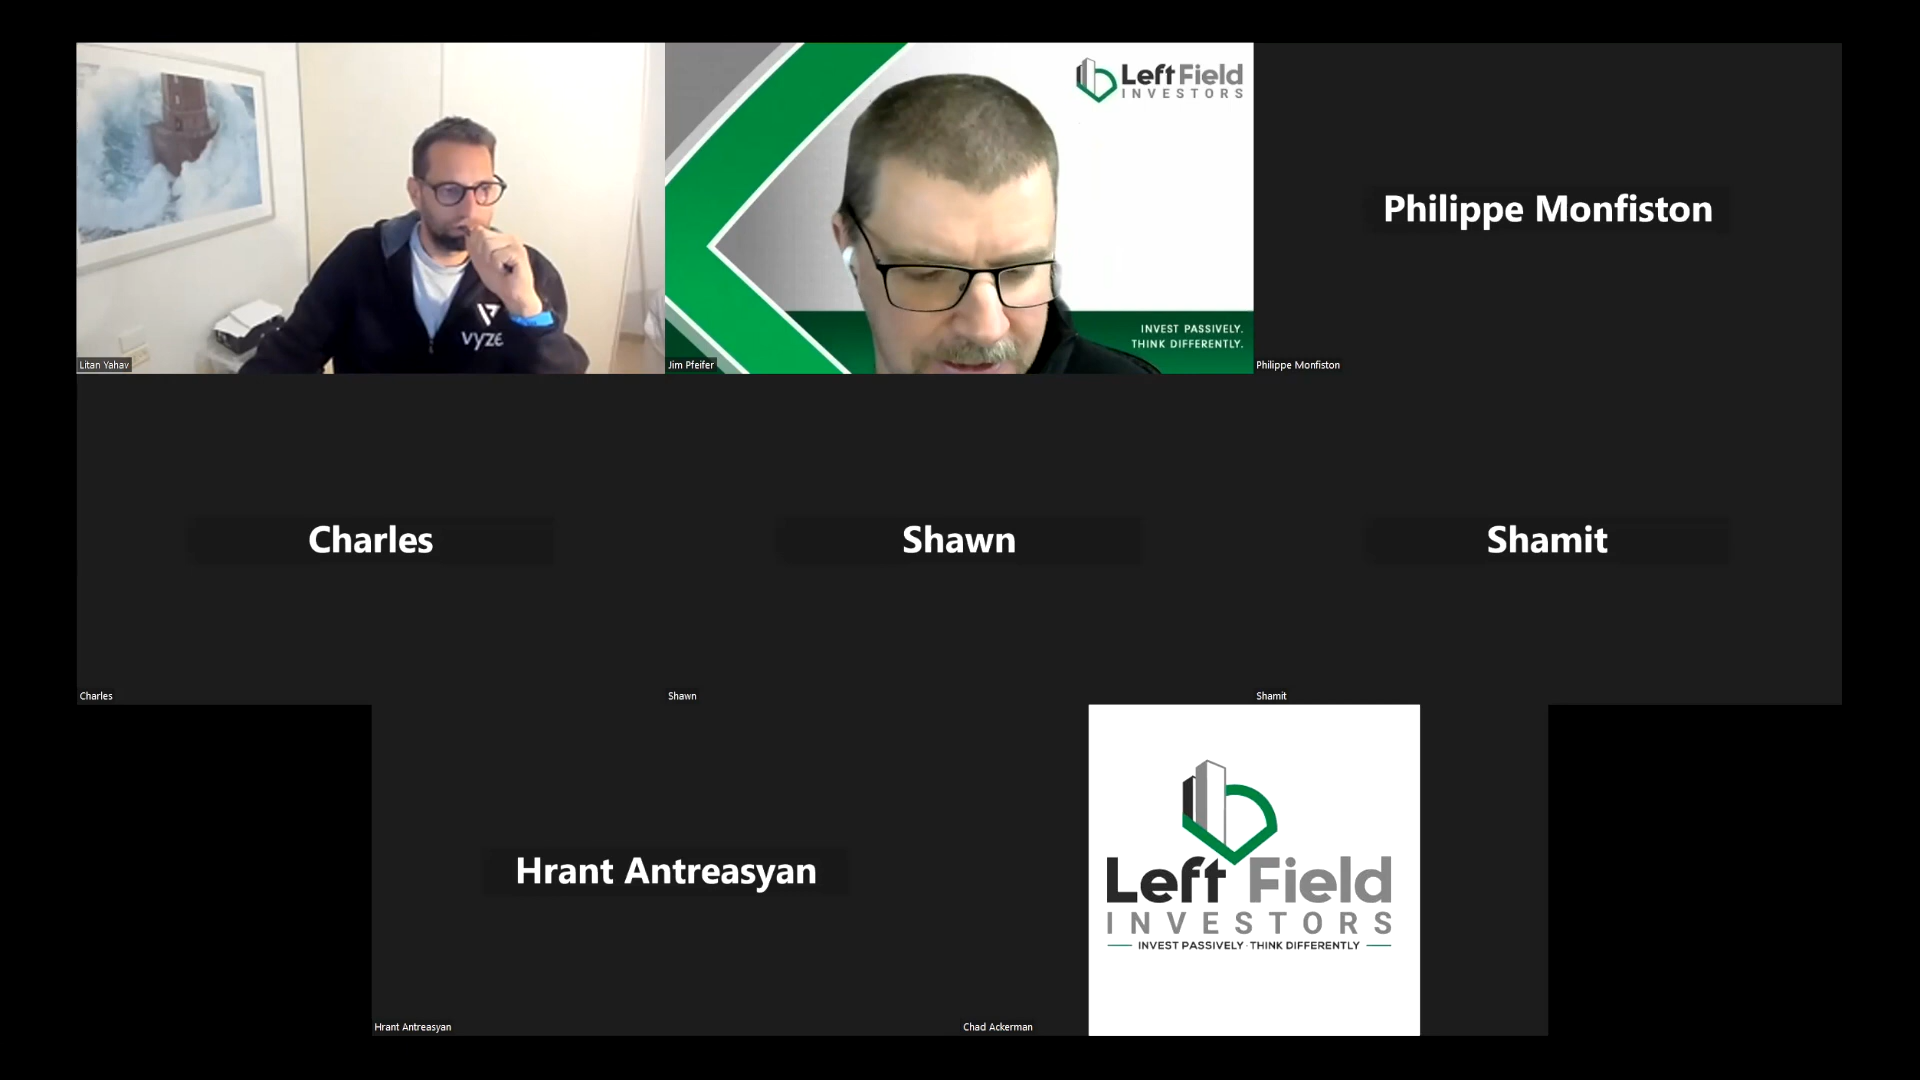 Left Field
INVESTORS
INVEST PASSIVELY.
THINK DIFFERENTLY.
vyze
Litan Yahav
Jim Pfeifer
Philippe Monfiston
Philippe Monfiston
Charles
Shawn
Shamit
Charles
Shawn
Shamit
Hrant Antreasyan
Left Field
INVESTORS
INVEST PASSIVELY · THINK DIFFERENTLY
Hrant Antreasyan
Chad Ackerman